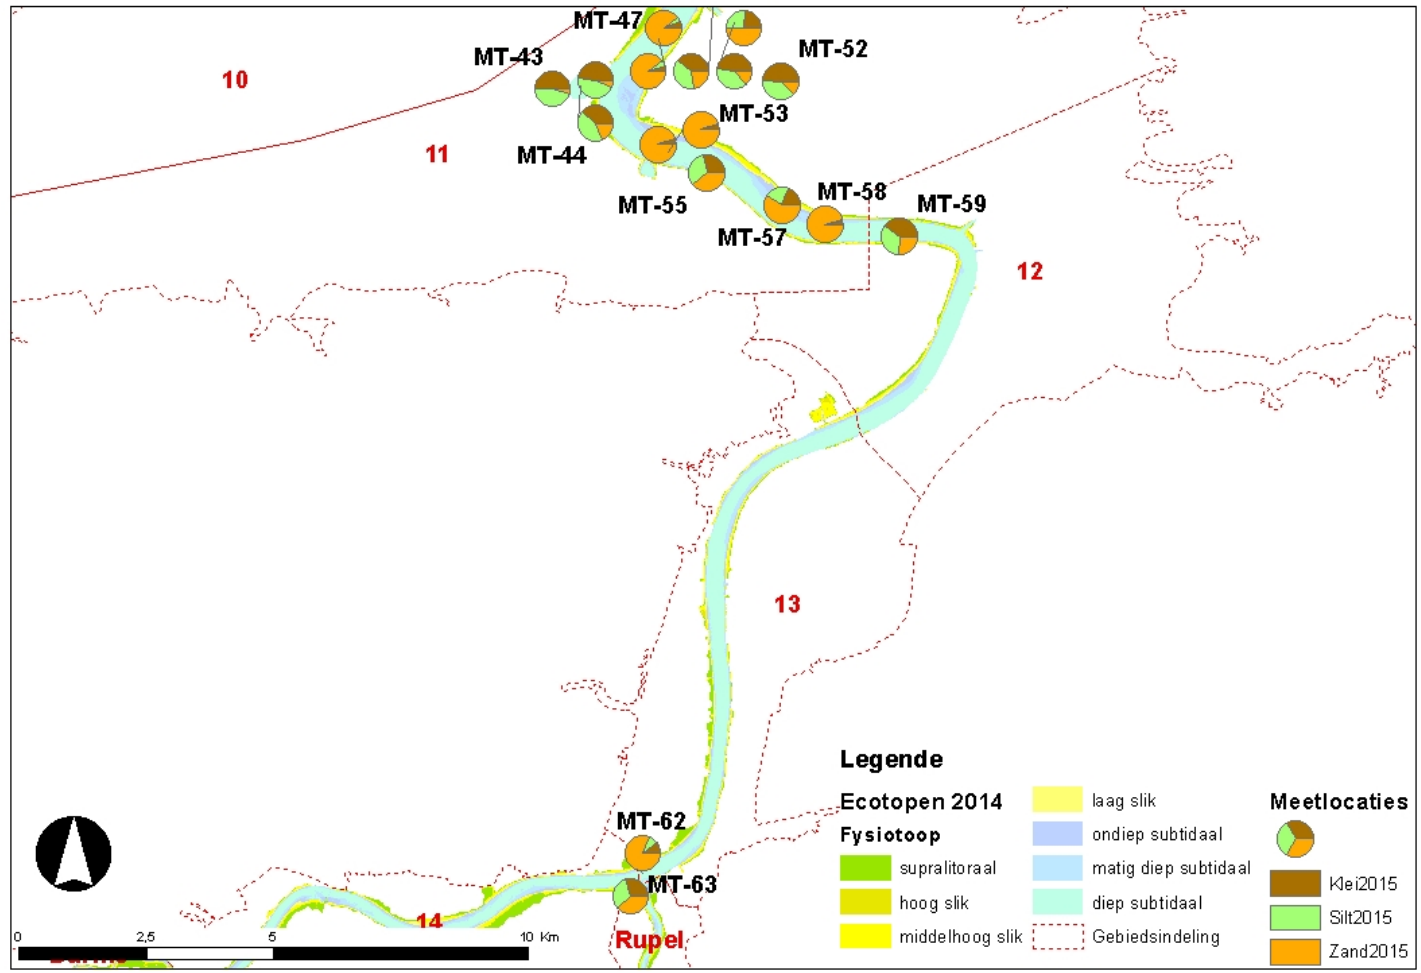 MT-47
MT-52
MT-43
10
MT-53
11
MT-44
MT-58
MT-55
MT-59
MT-57
12
13
Legende
Ecotopen 2014
Fysiotoop
supralitoraal
hoog slik
middelhoog slik
laag slik
ondiep subtidaal
matig diep subtidaal
diep subtidaal
Gebiedsindeling
Meetlocaties
Klei2015
Silt2015
Zand2015
MT-62
MT-63
14
Rupel
0 2,5 5 10 Km